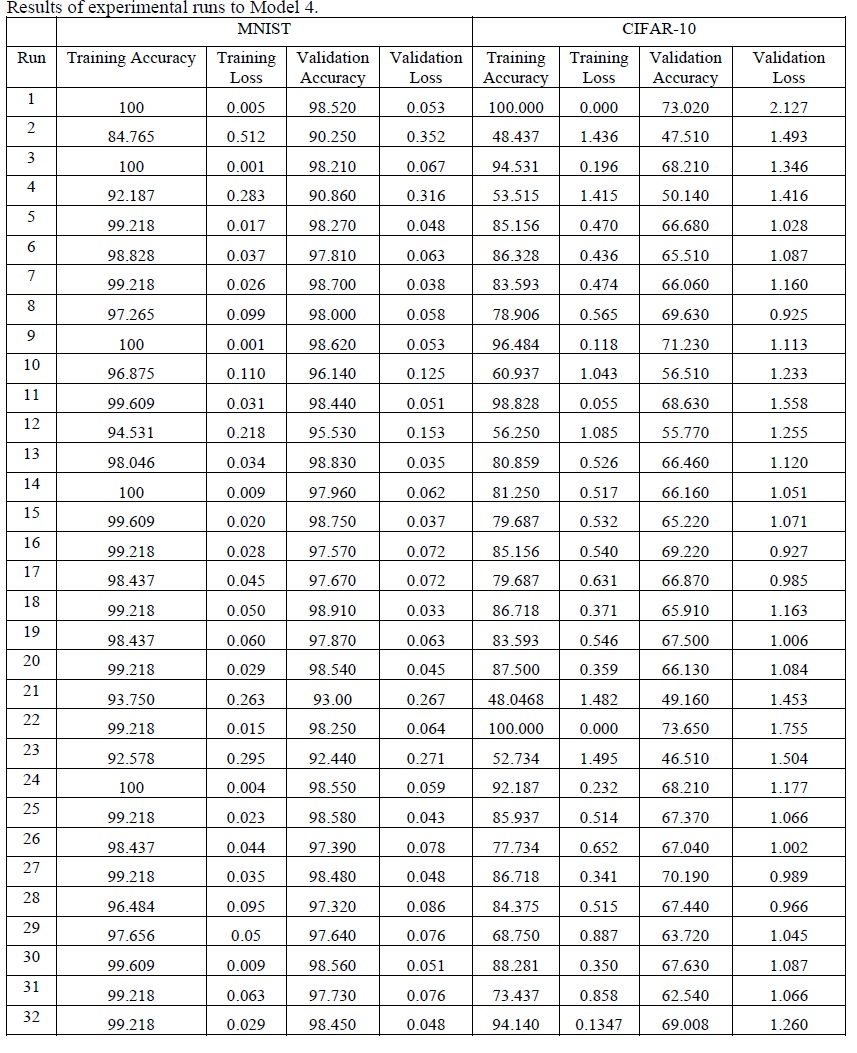 Results of experimental runs to Model 4.
MNIST CIFAR-10
Run Training Accuracy Training Validation Validation Training Training Validation Validation
Loss Accuracy Loss Accuracy Loss Accuracy Loss
1 100 0.005 98.520 0.053 100.000 0.000 73.020 2.127
2 84.765 0.512 90.250 0.352 48.437 1.436 47.510 1.493
3 100 0.001 98.210 0.067 94.531 0.196 68.210 1.346
4 92.187 0.283 90.860 0.316 53.515 1.415 50.140 1.416
5 99.218 0.017 98.270 0.048 85.156 0.470 66.680 1.028
6 98.828 0.037 97.810 0.063 86.328 0.436 65.510 1.087
7 99.218 0.026 98.700 0.038 83.593 0.474 66.060 1.160
8 97.265 0.099 98.000 0.058 78.906 0.565 69.630 0.925
9 100 0.001 98.620 0.053 96.484 0.118 71.230 1.113
10 96.875 0.110 96.140 0.125 60.937 1.043 56.510 1.233
11 99.609 0.031 98.440 0.051 98.828 0.055 68.630 1.558
12 94.531 0.218 95.530 0.153 56.250 1.085 55.770 1.255
13 98.046 0.034 98.830 0.035 80.859 0.526 66.460 1.120
14 100 0.009 97.960 0.062 81.250 0.517 66.160 1.051
15 99.609 0.020 98.750 0.037 79.687 0.532 65.220 1.071
16 99.218 0.028 97.570 0.072 85.156 0.540 69.220 0.927
17 98.437 0.045 97.670 0.072 79.687 0.631 66.870 0.985
18 99.218 0.050 98.910 0.033 86.718 0.371 65.910 1.163
19 98.437 0.060 97.870 0.063 83.593 0.546 67.500 1.006
20 99.218 0.029 98.540 0.045 87.500 0.359 66.130 1.084
21 93.750 0.263 93.00 0.267 48.0468 1.482 49.160 1.453
22 99.218 0.015 98.250 0.064 100.000 0.000 73.650 1.755
23 92.578 0.295 92.440 0.271 52.734 1.495 46.510 1.504
24 100 0.004 98.550 0.059 92.187 0.232 68.210 1.177
25 99.218 0.023 98.580 0.043 85.937 0.514 67.370 1.066
26 98.437 0.044 97.390 0.078 77.734 0.652 67.040 1.002
27 99.218 0.035 98.480 0.048 86.718 0.341 70.190 0.989
28 96.484 0.095 97.320 0.086 84.375 0.515 67.440 0.966
29 97.656 0.05 97.640 0.076 68.750 0.887 63.720 1.045
30 99.609 0.009 98.560 0.051 88.281 0.350 67.630 1.087
31 99.218 0.063 97.730 0.076 73.437 0.858 62.540 1.066
32 99.218 0.029 98.450 0.048 94.140 0.1347 69.008 1.260